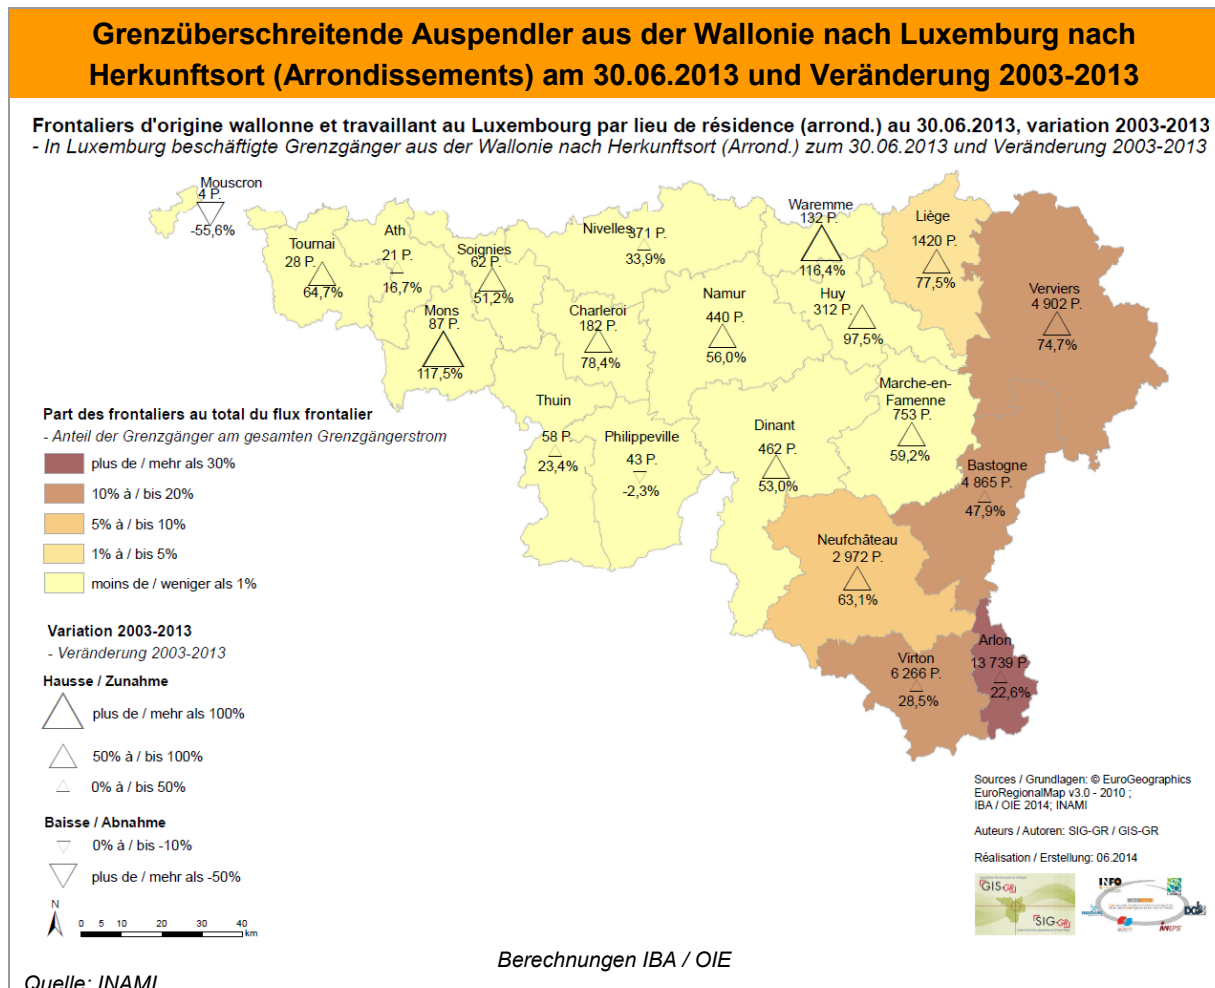 Grenzüberschreitende Auspendler aus der Wallonie nach Luxemburg nach
Herkunftsort (Arrondissements) am 30.06.2013 und Veränderung 2003-2013
Frontaliers d'origine wallonne et travaillant au Luxembourg par lieu de résidence (arrond.) au 30.06.2013, variation 2003-2013
- In Luxemburg beschäftigte Grenzgänger aus der Wallonie nach Herkunftsort (Arrond.) zum 30.06.2013 und Veränderung 2003-2013
Mouscron
4 P.
-55,6%
Tournai
28 P.
64,7%
Ath
21 P.
16,7%
Soignies
62 P.
51,2%
Mons
87 P.
117,5%
Nivelles
371 P.
33,9%
Charleroi
182 P.
78,4%
Namur
440 P.
56,0%
Waremme
132 P.
116,4%
Huy
312 P.
97,5%
Liège
1420 P.
77,5%
Verviers
4 902 P.
74,7%
Thuin
58 P.
23,4%
Philippeville
43 P.
-2,3%
Dinant
462 P.
53,0%
Marche-en-
Famenne
753 P.
59,2%
Bastogne
4 865 P.
47,9%
Neufchâteau
2 972 P.
63,1%
Virton
6 266 P.
28,5%
Arlon
13 739 P.
22,6%
Part des frontaliers au total du flux frontalier
- Anteil der Grenzgänger am gesamten Grenzgängerstrom
plus de / mehr als 30%
10% à / bis 20%
5% à / bis 10%
1% à / bis 5%
moins de / weniger als 1%
Variation 2003-2013
- Veränderung 2003-2013
Hausse / Zunahme
plus de / mehr als 100%
50% à / bis 100%
0% à / bis 50%
Baisse / Abnahme
0% à / bis -10%
plus de / mehr als -50%
N
0 5 10 20 30 40
km
Sources / Grundlagen: © EuroGeographics
EuroRegionalMap v3.0 - 2010 ;
IBA / OIE 2014; INAMI
Auteurs / Autoren: SIG-GR / GIS-GR
Réalisation / Erstellung: 06.2014
GIS-GR
SIG-GR
INFO
Berechnungen IBA / OIE
Quelle: INAMI